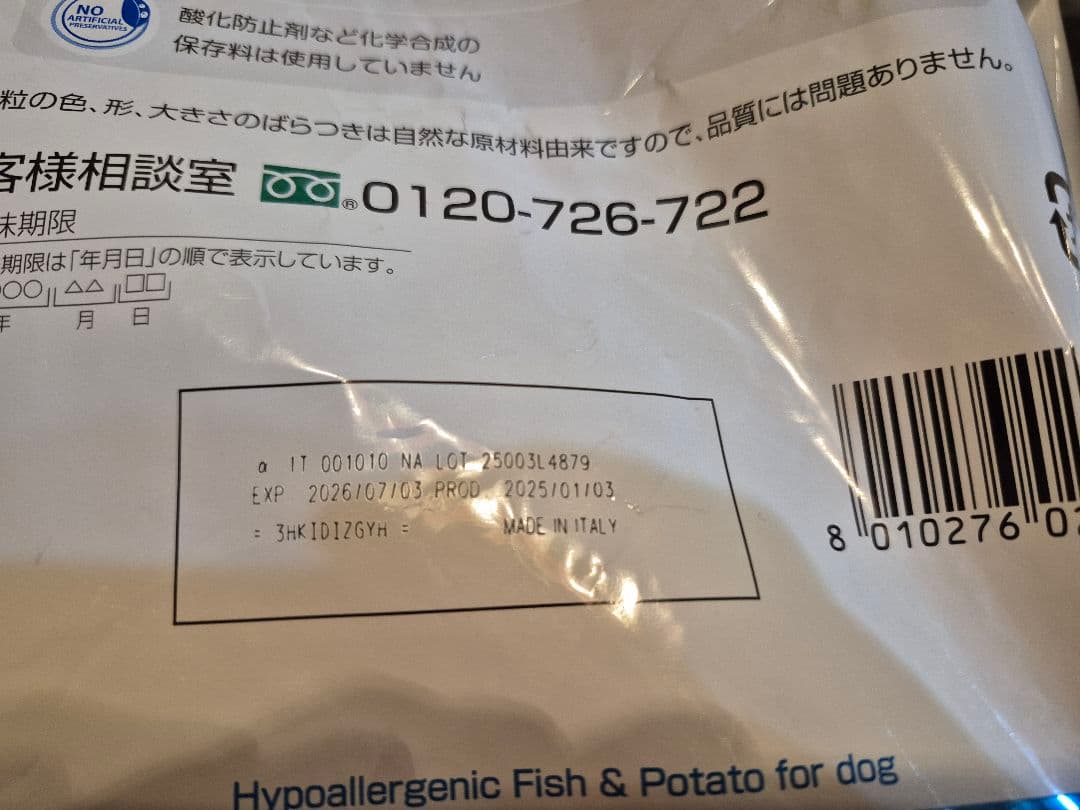 NO
ARTIFICIAL
PRESERVATIVES
酸化防止剤など化学合成の
保存料は使用していません
粒の色、形、大きさのばらつきは自然な原材料由来ですので、品質には問題ありません。
客様相談室 ® 0120-726-722
味期限
期限は「年月日」の順で表示しています。
○○○ △△ □□
年 月 日
α IT 001010 NA LOT 25003L4879
EXP 2026/07/03 PROD. 2025/01/03
= 3HKIDIZGYH = MADE IN ITALY
8 010276 02
Hypoallergenic Fish & Potato for dog